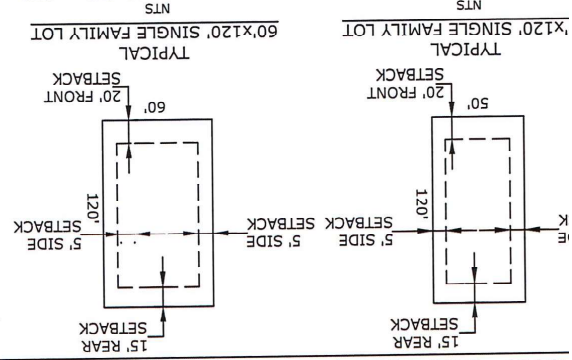 15' REAR
SETBACK
5' SIDE
SETBACK
120'
50'
20' FRONT
SETBACK
TYPICAL
'x120' SINGLE FAMILY LOT
NTS
15' REAR
SETBACK
5' SIDE
SETBACK
5' SIDE
SETBACK
120'
60'
20' FRONT
SETBACK
TYPICAL
60'x120' SINGLE FAMILY LOT
NTS